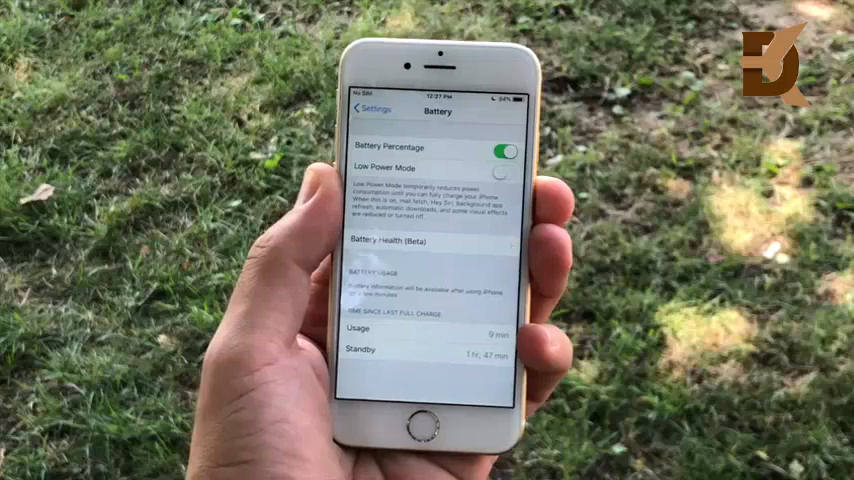 No SIM 12:27 PM 94%
Settings Battery
Battery Percentage
Low Power Mode
Low Power Mode temporarily reduces power
consumption until you can fully charge your iPhone.
When this is on, mail fetch, Hey Siri, background app
refresh, automatic downloads, and some visual effects
are reduced or turned off.
Battery Health (Beta)
BATTERY USAGE
Battery information will be available after using iPhone
for a few minutes.
TIME SINCE LAST FULL CHARGE
Usage 9 min
Standby 1 hr, 47 min